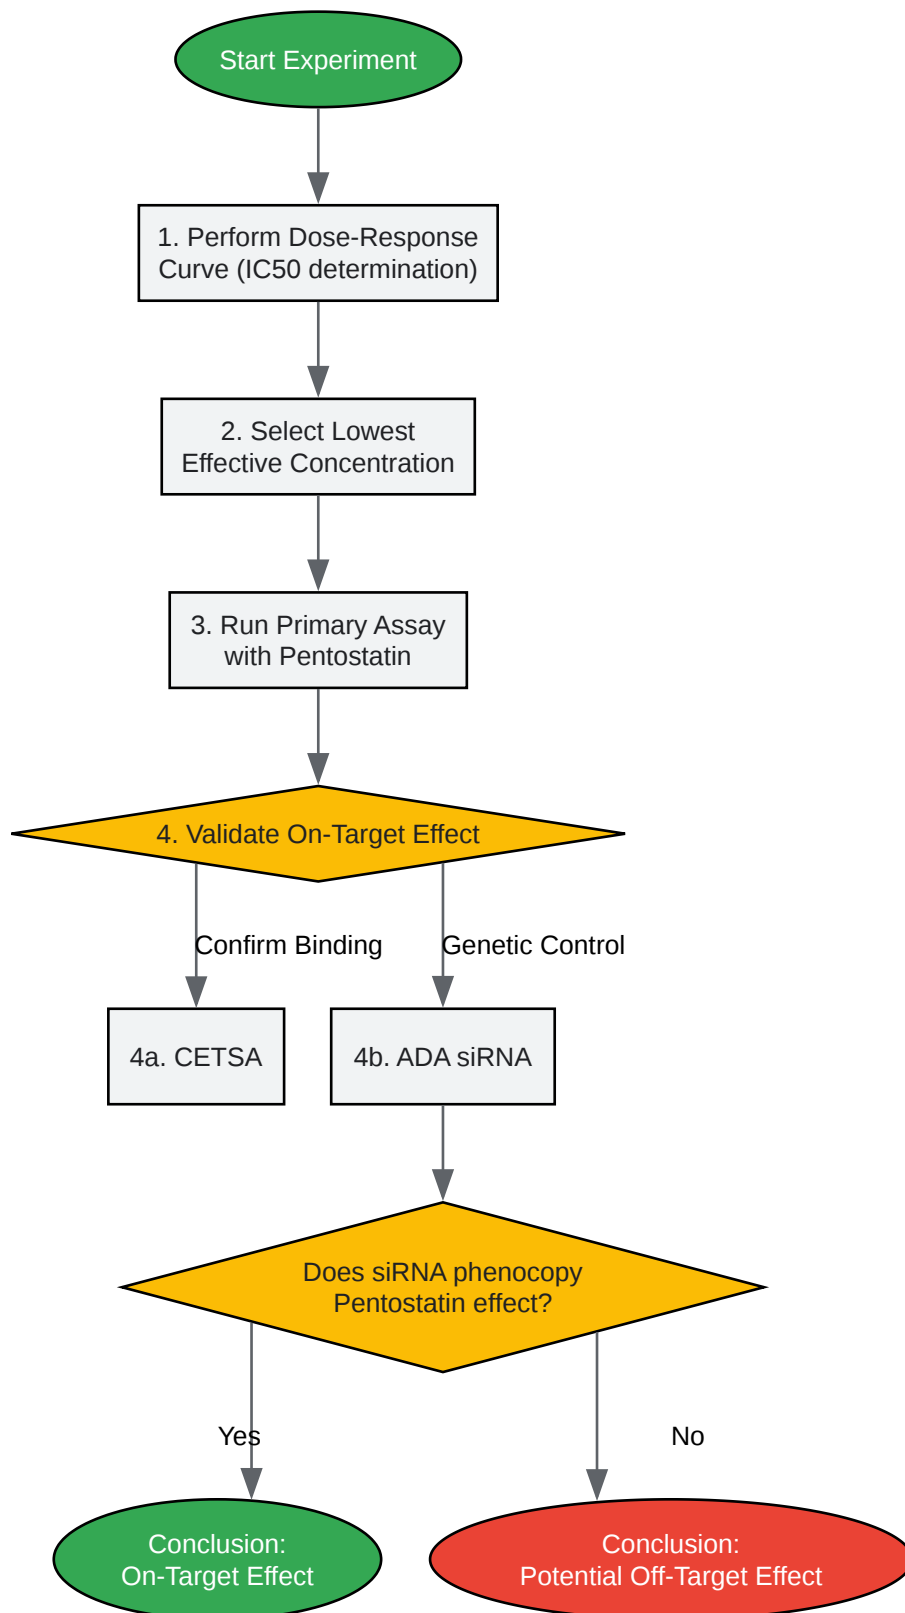 Start Experiment
1. Perform Dose-Response
Curve (IC50 determination)
2. Select Lowest
Effective Concentration
3. Run Primary Assay
with Pentostatin
4. Validate On-Target Effect
Confirm Binding
Genetic Control
4a. CETSA
4b. ADA siRNA
Does siRNA phenocopy
Pentostatin effect?
Yes
No
Conclusion:
On-Target Effect
Conclusion:
Potential Off-Target Effect